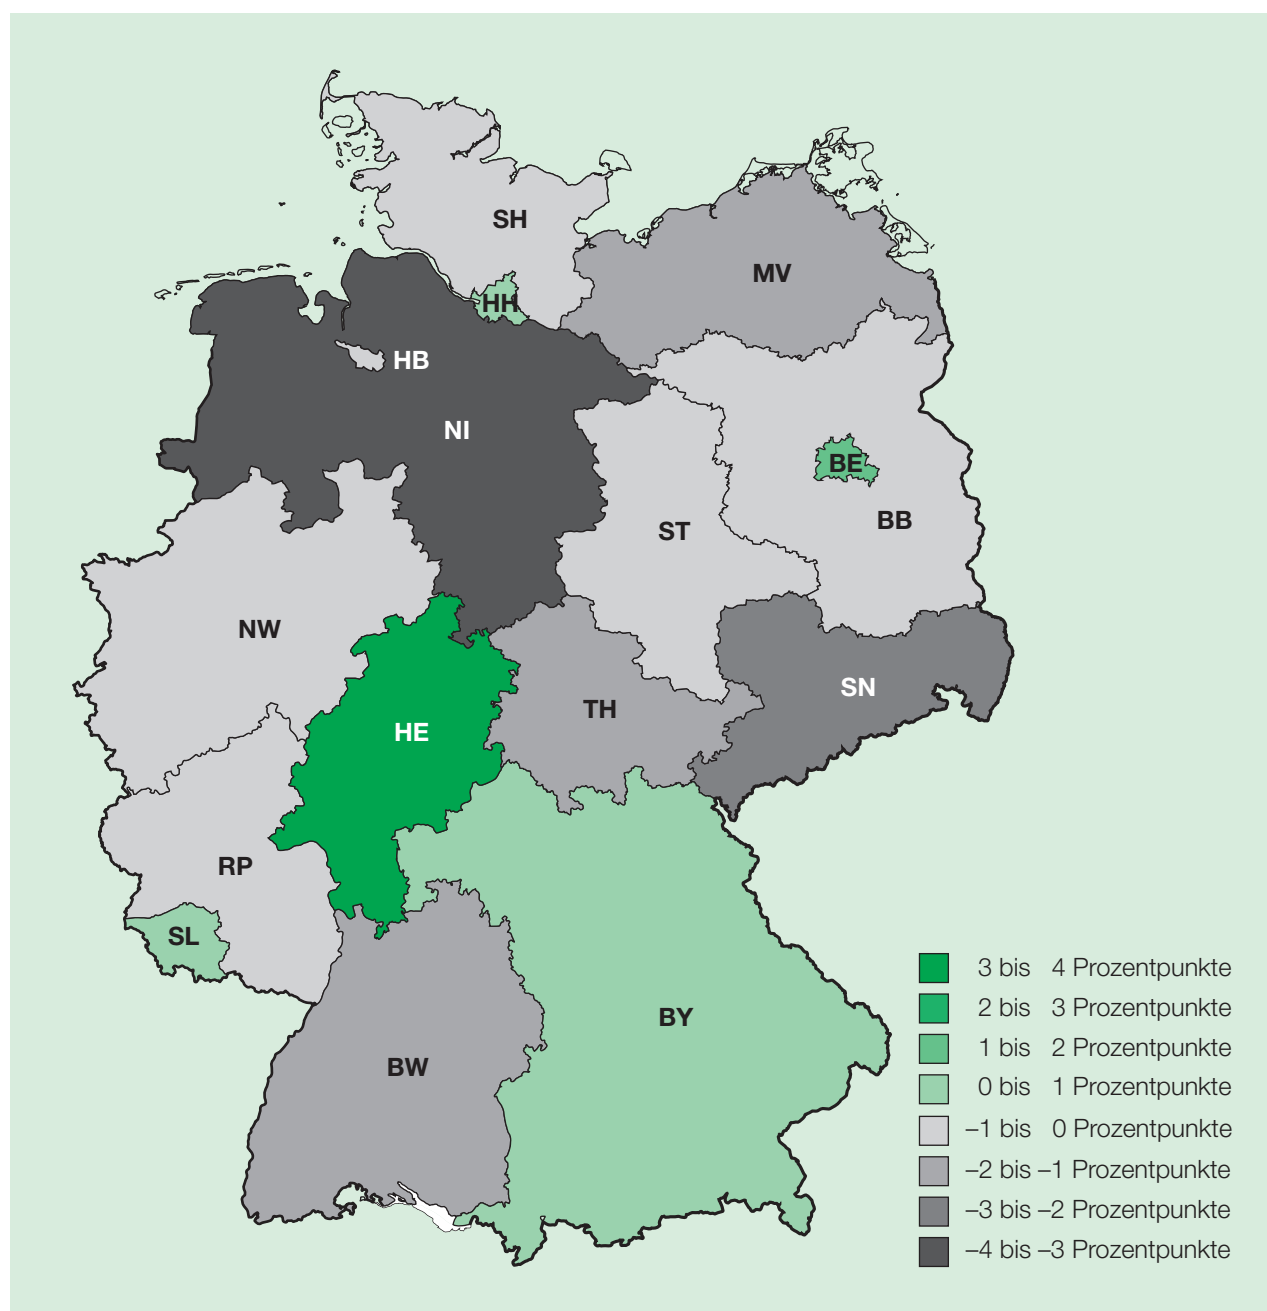 SH
MV
HH
HB
NI
BE
BB
ST
NW
SN
TH
HE
RP
SL
BY
BW
3 bis 4 Prozentpunkte
2 bis 3 Prozentpunkte
1 bis 2 Prozentpunkte
0 bis 1 Prozentpunkte
–1 bis 0 Prozentpunkte
–2 bis –1 Prozentpunkte
–3 bis –2 Prozentpunkte
–4 bis –3 Prozentpunkte